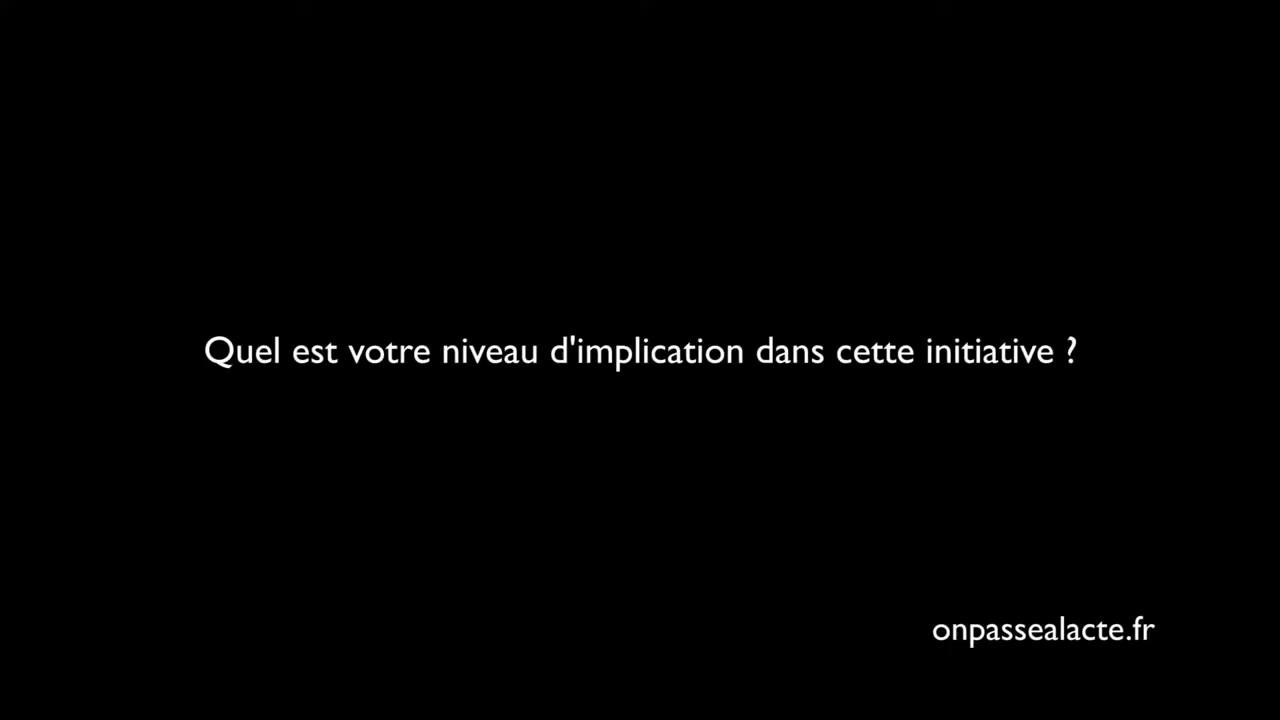 Quel est votre niveau d'implication dans cette initiative ?
onpassealacte.fr